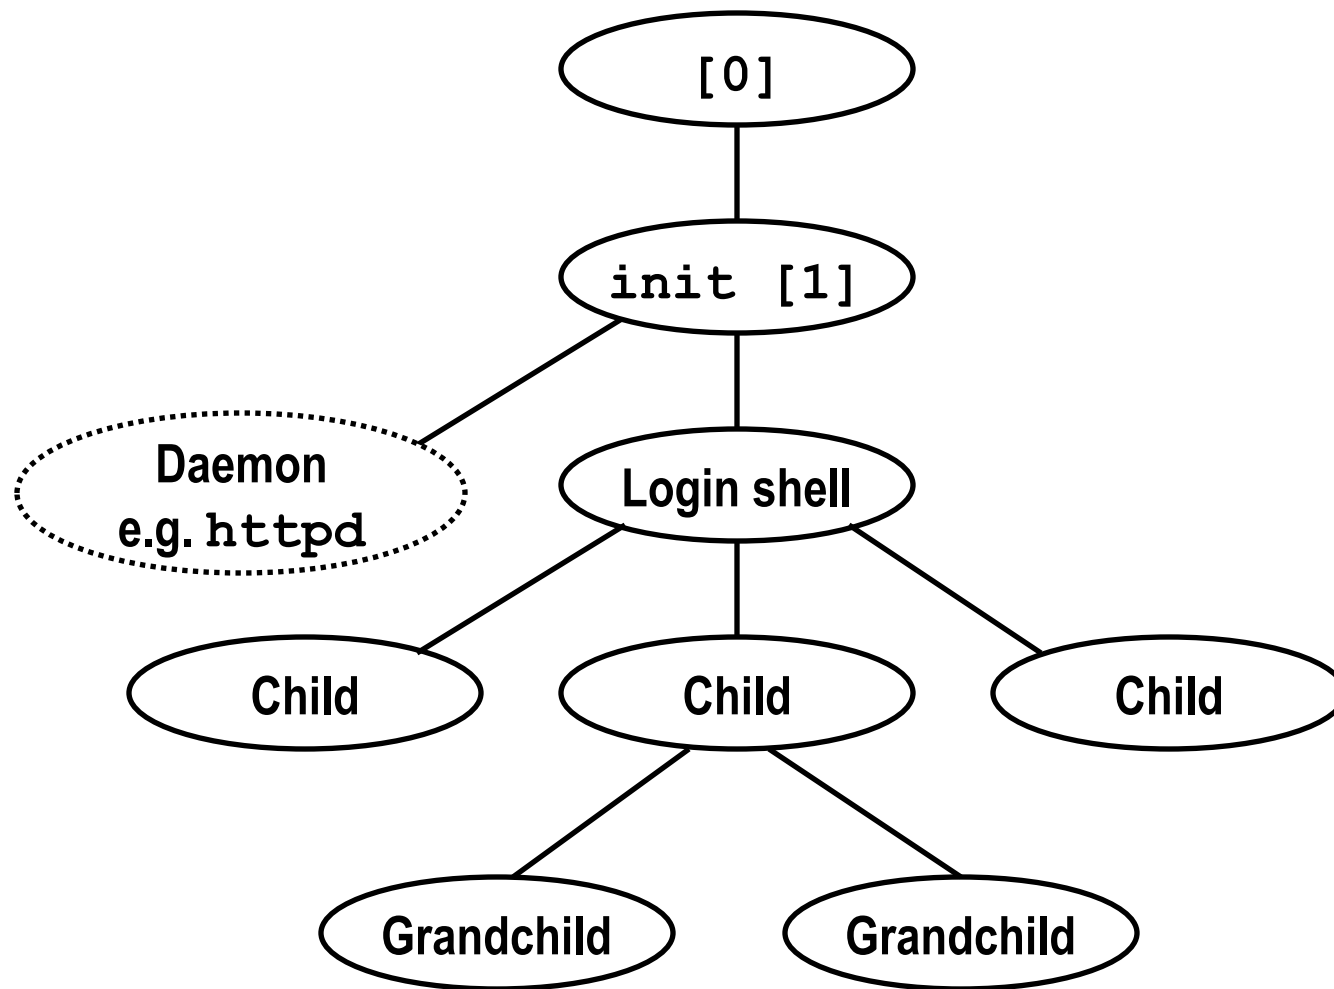 [0]
init [1]
Daemon
e.g. httpd
Login shell
Child
Child
Child
Grandchild
Grandchild